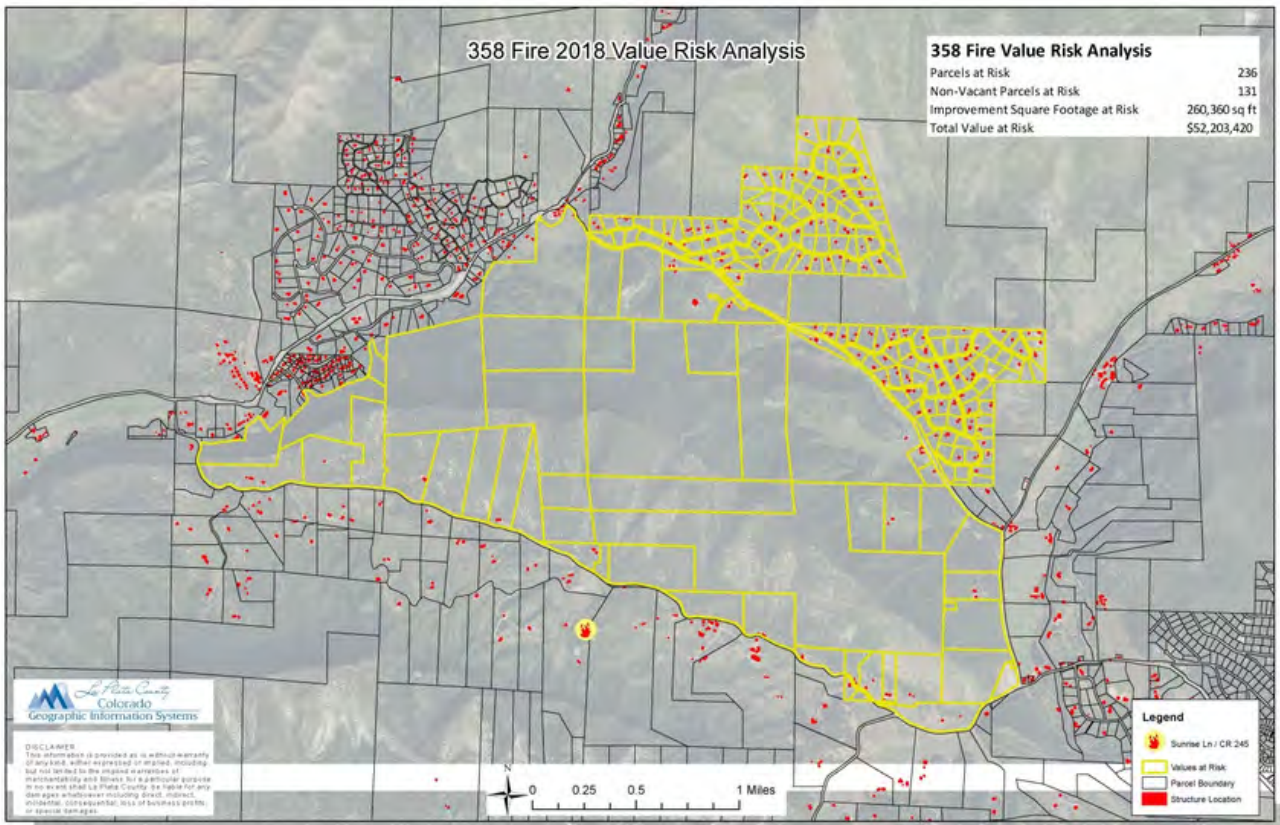 358 Fire 2018 Value Risk Analysis
358 Fire Value Risk Analysis
Parcels at Risk 236
Non-Vacant Parcels at Risk 131
Improvement Square Footage at Risk 260,360 sq ft
Total Value at Risk $52,203,420
La Plata County
Colorado
Geographic Information Systems
DISCLAIMER
This information is provided as is without warranty
of any kind, either expressed or implied, including
but not limited to the implied warranties of
merchantability and fitness for a particular purpose
In no event shall La Plata County be liable for any
damages whatsoever including direct, indirect,
incidental, consequential, loss of business profits,
or special damages.
N
0 0.25 0.5 1 Miles
Legend
Sunrise Ln / CR 245
Values at Risk
Parcel Boundary
Structure Location